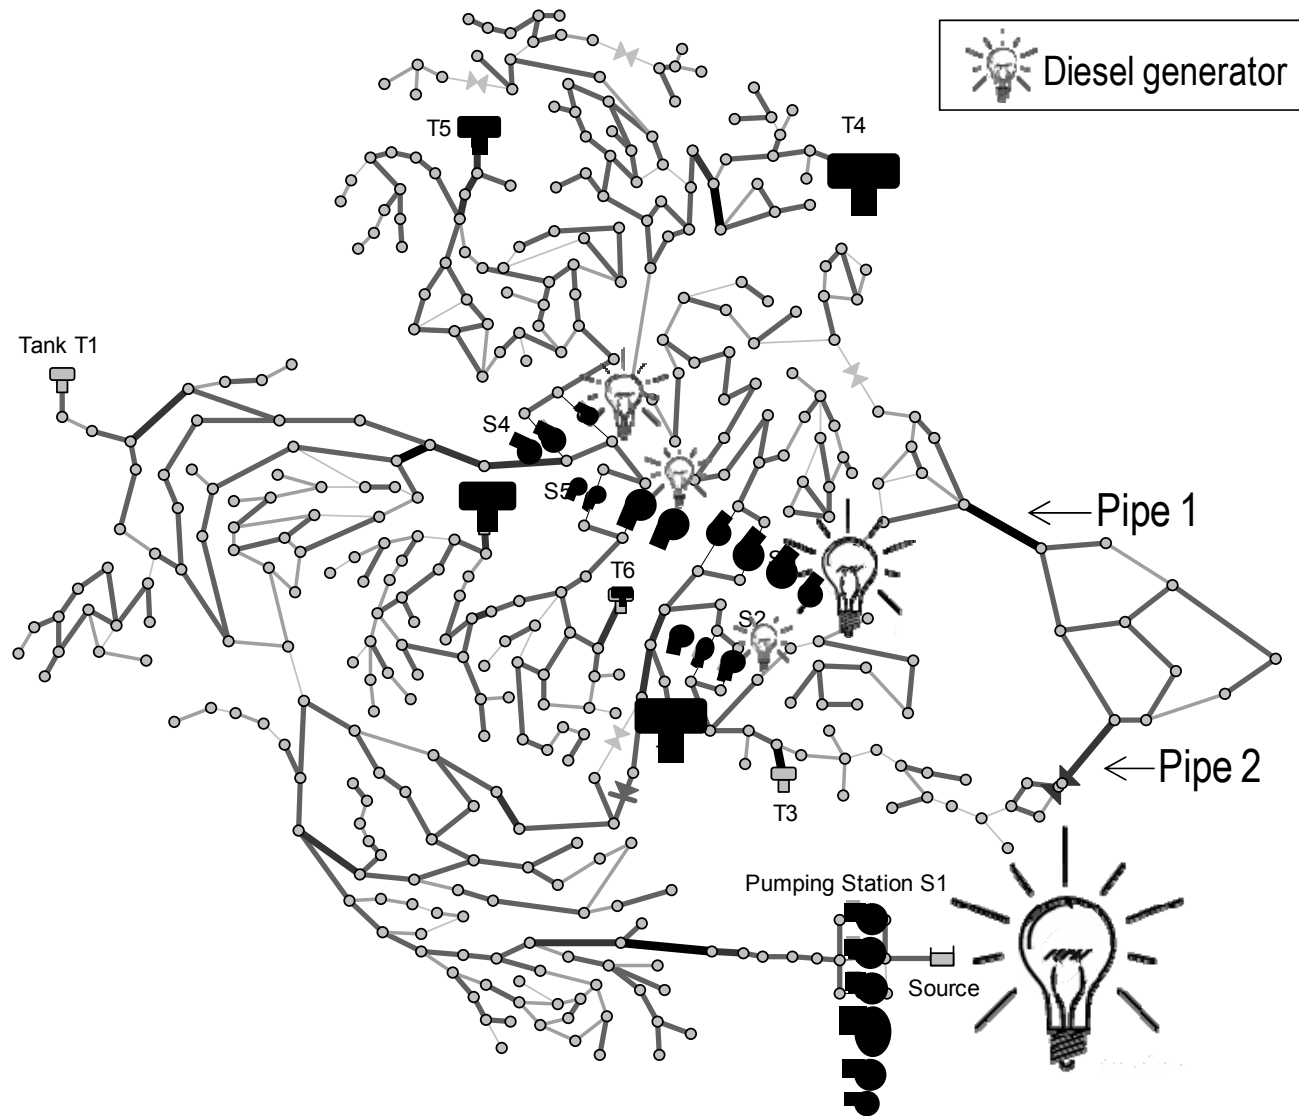 Diesel generator
T5
T4
Tank T1
S4
S5
Pipe 1
T6
S2
Pipe 2
T3
Pumping Station S1
Source